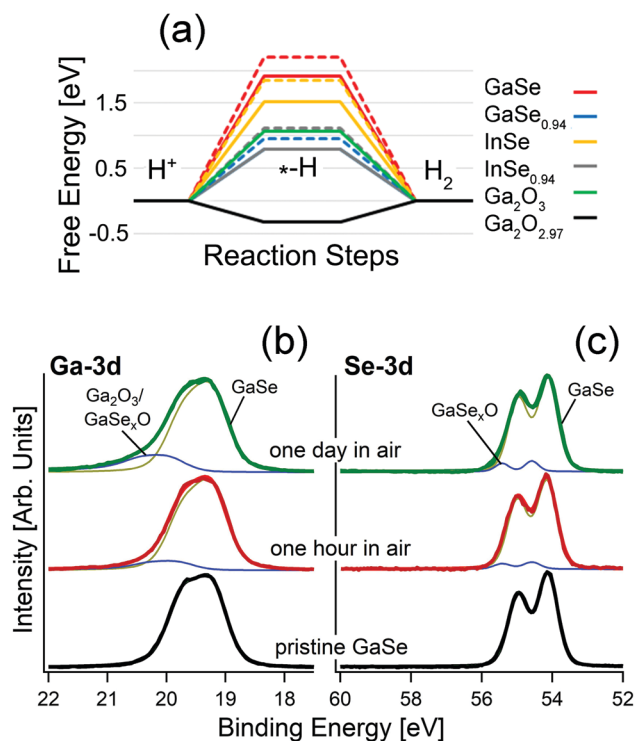 (a)
Free Energy [eV]
1.5
0.5
-0.5
H+
*-H
H2
Reaction Steps
GaSe
GaSe0.94
InSe
InSe0.94
Ga2O3
Ga2O2.97
(b)
Ga-3d
Ga2O3/
GaSexO
GaSe
one day in air
one hour in air
pristine GaSe
(c)
Se-3d
GaSexO
GaSe
Intensity [Arb. Units]
22 21 20 19 18
60 58 56 54 52
Binding Energy [eV]